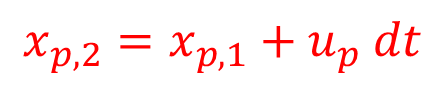 x_{p,2} = x_{p,1} + u_p dt